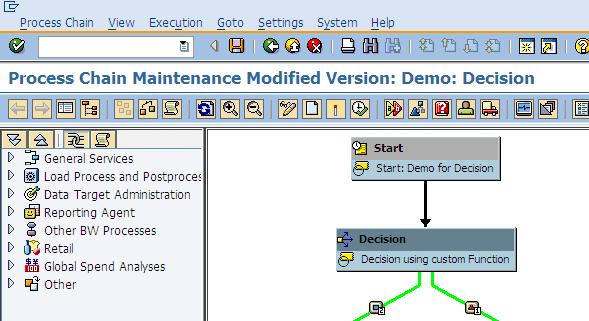 Process Chain View Execution Goto Settings System Help
Process Chain Maintenance Modified Version: Demo: Decision
General Services
Load Process and Postproces
Data Target Administration
Reporting Agent
Other BW Processes
Retail
Global Spend Analyses
Other
Start
Start: Demo for Decision
Decision
Decision using custom Function
2
1